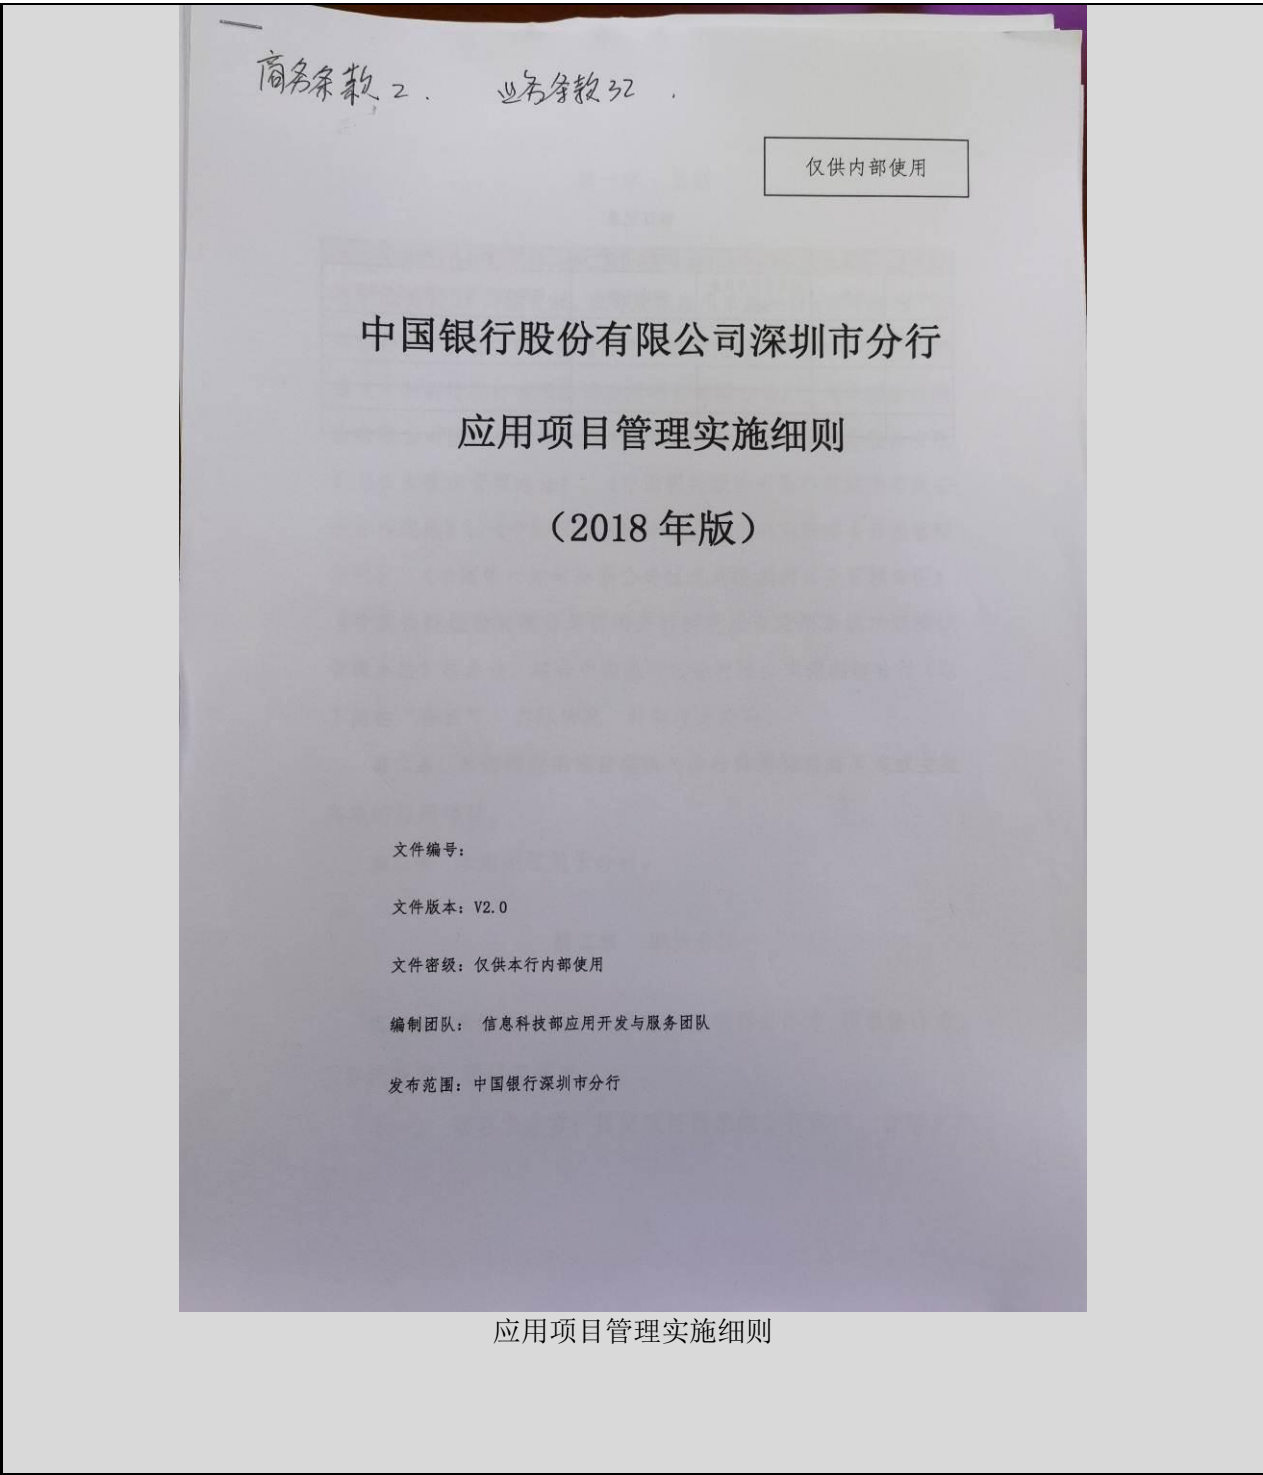 商务条款2. 业务条款32.
仅供内部使用
中国银行股份有限公司深圳市分行
应用项目管理实施细则
（2018年版）
文件编号：
文件版本：V2.0
文件密级：仅供本行内部使用
编制团队： 信息科技部应用开发与服务团队
发布范围：中国银行深圳市分行
应用项目管理实施细则